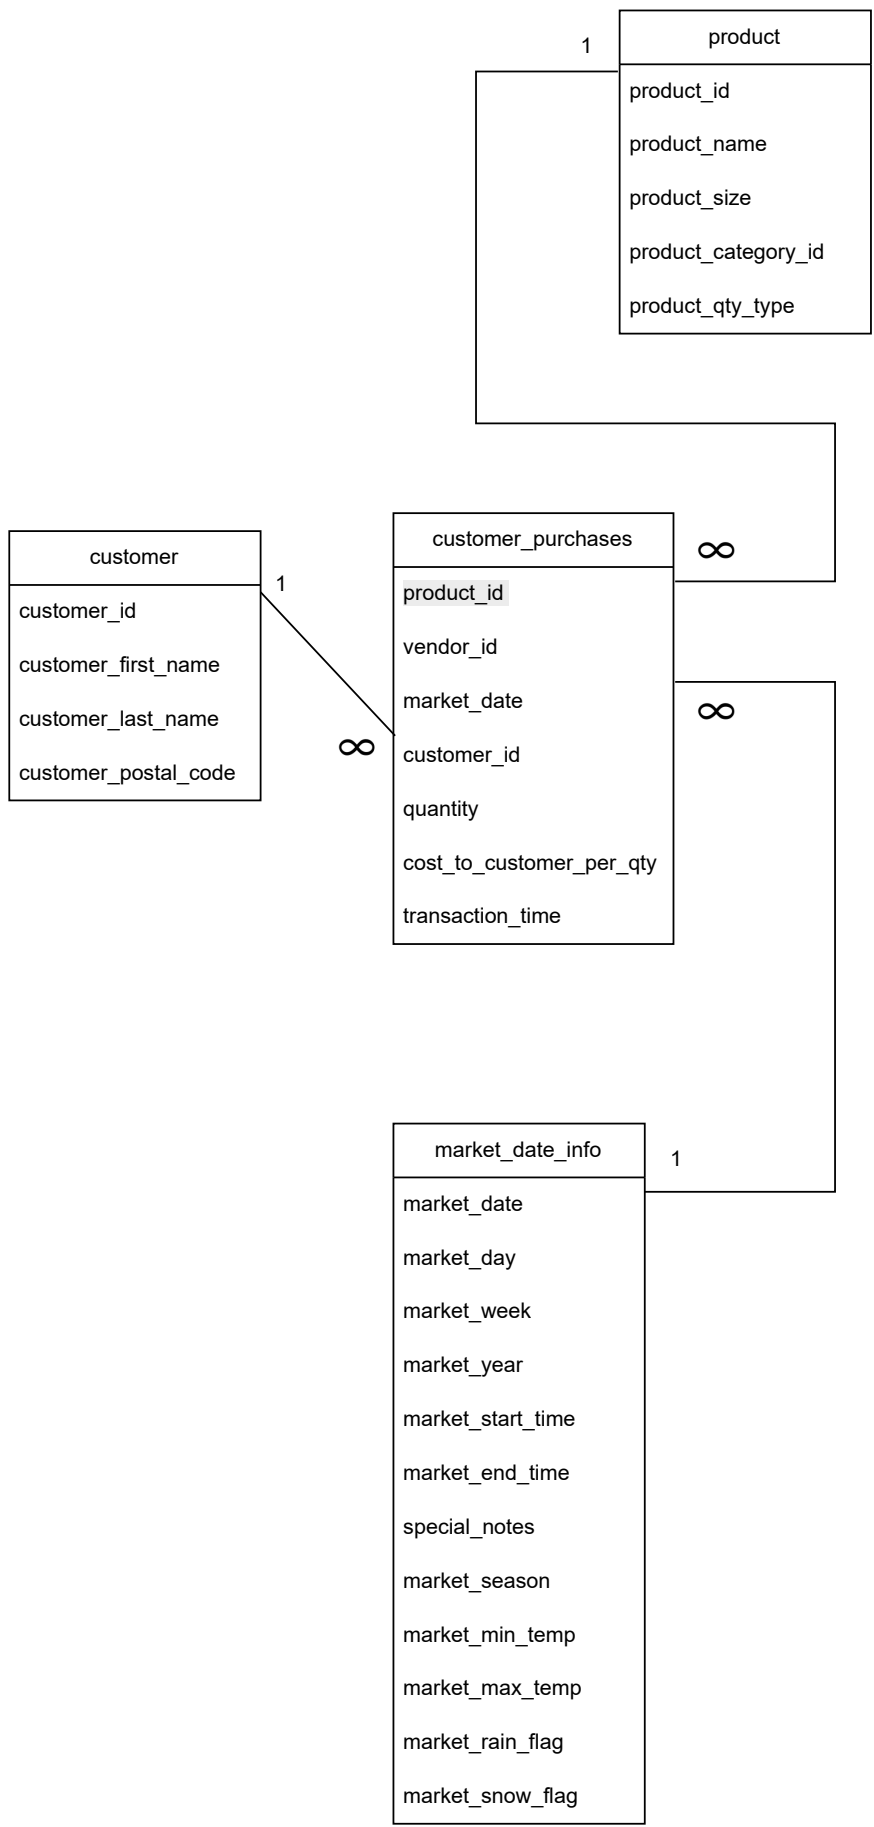 1
product
product_id
product_name
product_size
product_category_id
product_qty_type
customer
customer_id
customer_first_name
customer_last_name
customer_postal_code
1
∞
customer_purchases
product_id
vendor_id
market_date
customer_id
quantity
cost_to_customer_per_qty
transaction_time
∞
∞
market_date_info
1
market_date
market_day
market_week
market_year
market_start_time
market_end_time
special_notes
market_season
market_min_temp
market_max_temp
market_rain_flag
market_snow_flag